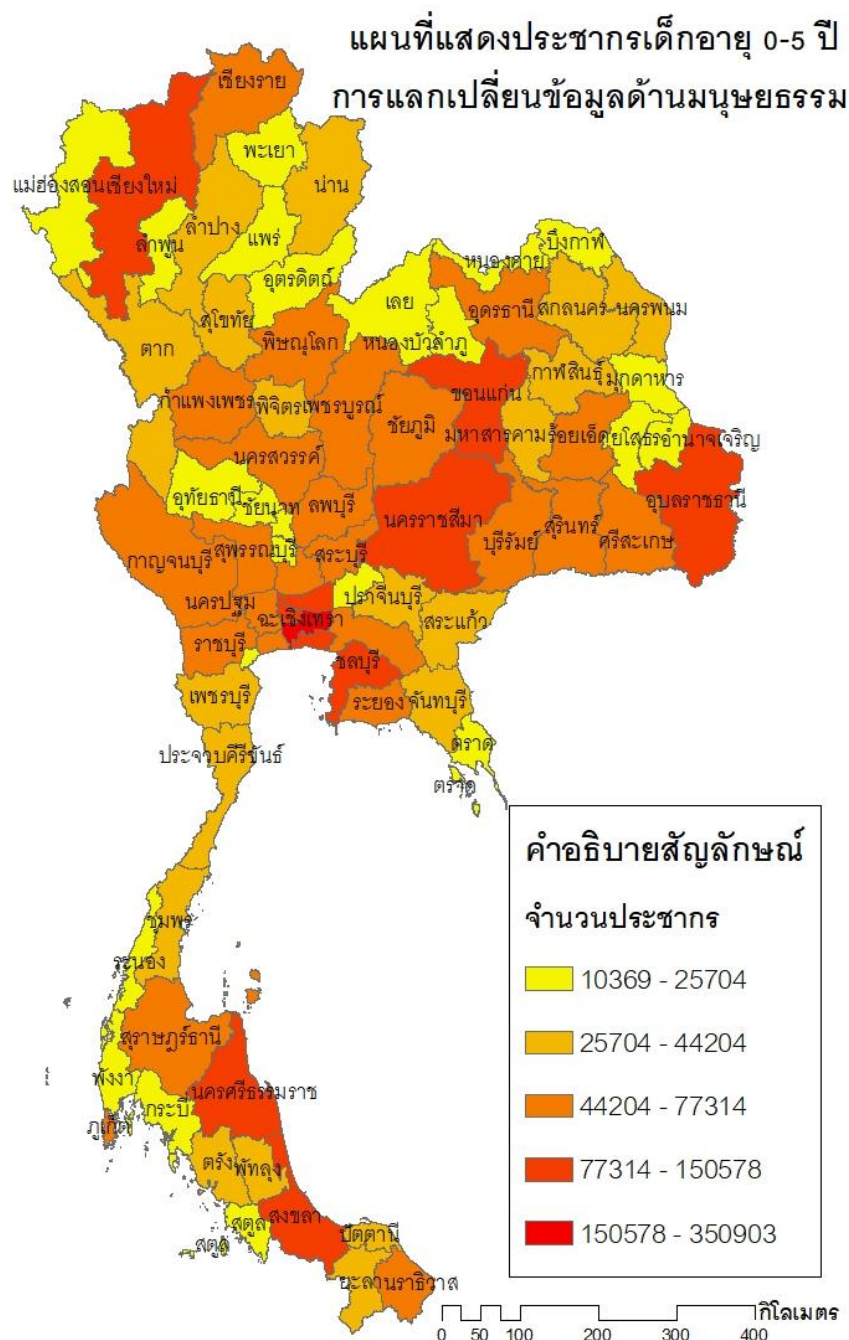 แผนที่แสดงประชากรเด็กอายุ 0-5 ปี
การแลกเปลี่ยนข้อมูลด้านมนุษยธรรม
เชียงราย
พะเยา
น่าน
แม่ฮ่องสอน
เชียงใหม่
ลำปาง
ลำพูน
แพร่
อุตรดิตถ์
บึงกาฬ
หนองคาย
เลย
สุโขทัย
อุดรธานี
สกลนคร
นครพนม
ตาก
พิษณุโลก
หนองบัวลำภู
กำแพงเพชร
พิจิตร
เพชรบูรณ์
ขอนแก่น
กาฬสินธุ์
มุกดาหาร
ชัยภูมิ
มหาสารคาม
ร้อยเอ็ด
ยโสธร
อำนาจเจริญ
นครสวรรค์
อุทัยธานี
ชัยนาท
ลพบุรี
นครราชสีมา
อุบลราชธานี
กาญจนบุรี
สุพรรณบุรี
สระบุรี
บุรีรัมย์
สุรินทร์
ศรีสะเกษ
นครปฐม
ฉะเชิงเทรา
ปราจีนบุรี
สระแก้ว
ราชบุรี
ชลบุรี
เพชรบุรี
ระยอง
จันทบุรี
ประจวบคีรีขันธ์
ตราด
ตราด
ชุมพร
ระนอง
สุราษฎร์ธานี
พังงา
นครศรีธรรมราช
กระบี่
ภูเก็ต
ตรัง
พัทลุง
สตูล
สตูล
สงขลา
ปัตตานี
ยะลา
นราธิวาส
คำอธิบายสัญลักษณ์
จำนวนประชากร
10369 - 25704
25704 - 44204
44204 - 77314
77314 - 150578
150578 - 350903
กิโลเมตร
0 50 100 200 300 400